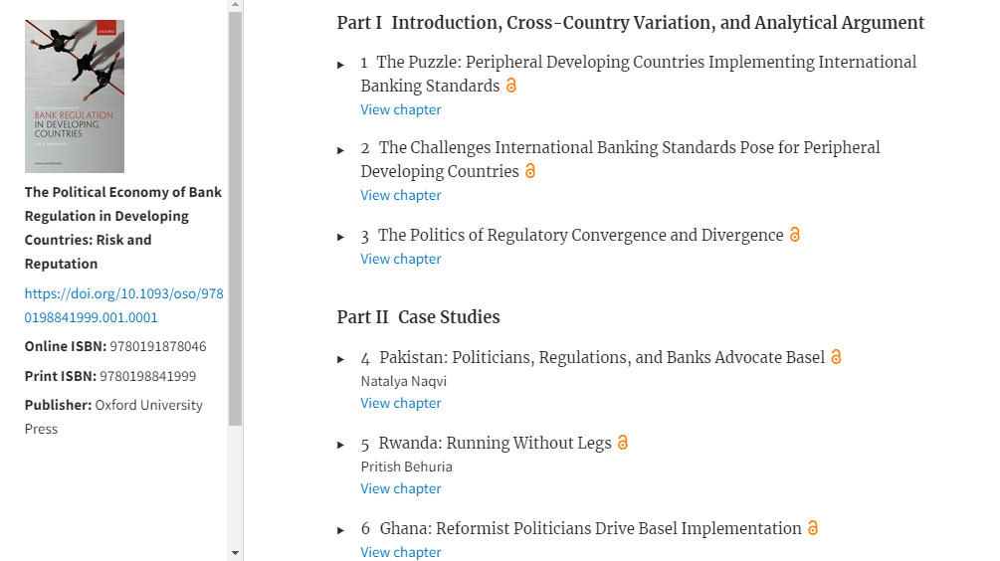 OXFORD
BANK REGULATION
IN DEVELOPING
COUNTRIES
The Political Economy of Bank
Regulation in Developing
Countries: Risk and
Reputation
https://doi.org/10.1093/oso/978
0198841999.001.0001
Online ISBN: 9780191878046
Print ISBN: 9780198841999
Publisher: Oxford University
Press
Part I Introduction, Cross-Country Variation, and Analytical Argument
1 The Puzzle: Peripheral Developing Countries Implementing International
Banking Standards
View chapter
2 The Challenges International Banking Standards Pose for Peripheral
Developing Countries
View chapter
3 The Politics of Regulatory Convergence and Divergence
View chapter
Part II Case Studies
4 Pakistan: Politicians, Regulations, and Banks Advocate Basel
Natalya Naqvi
View chapter
5 Rwanda: Running Without Legs
Pritish Behuria
View chapter
6 Ghana: Reformist Politicians Drive Basel Implementation
View chapter